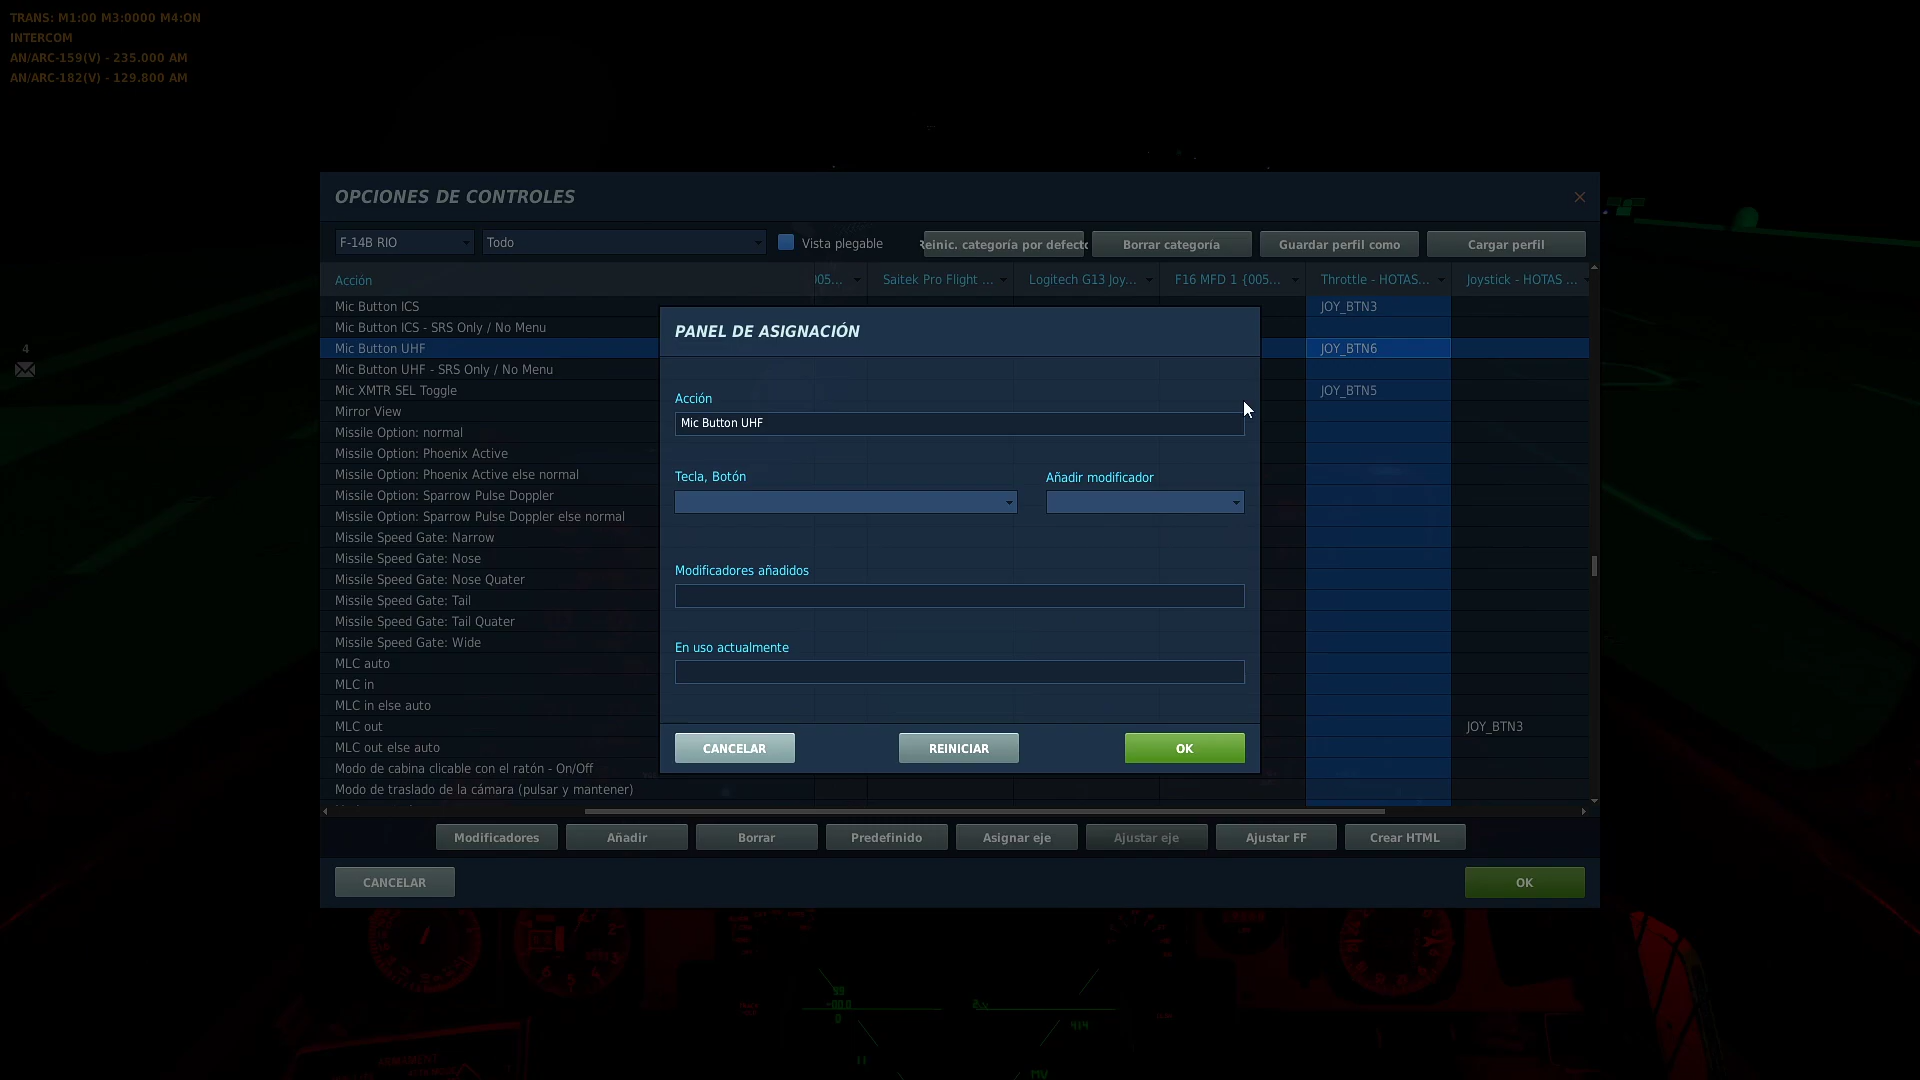 TRANS: M1:00 M3:0000 M4:ON
INTERCOM
AN/ARC-159(V) - 235.000 AM
AN/ARC-182(V) - 129.800 AM
OPCIONES DE CONTROLES
F-14B RIO
Todo
Vista plegable
Reinic. categoría por defecto
Borrar categoría
Guardar perfil como
Cargar perfil
Acción
005...
Saitek Pro Flight ...
Logitech G13 Joy...
F16 MFD 1 {005...
Throttle - HOTAS...
Joystick - HOTAS ...
Mic Button ICS
JOY_BTN3
Mic Button ICS - SRS Only / No Menu
Mic Button UHF
JOY_BTN6
Mic Button UHF - SRS Only / No Menu
Mic XMTR SEL Toggle
JOY_BTN5
Mirror View
Missile Option: normal
Missile Option: Phoenix Active
Missile Option: Phoenix Active else normal
Missile Option: Sparrow Pulse Doppler
Missile Option: Sparrow Pulse Doppler else normal
Missile Speed Gate: Narrow
Missile Speed Gate: Nose
Missile Speed Gate: Nose Quater
Missile Speed Gate: Tail
Missile Speed Gate: Tail Quater
Missile Speed Gate: Wide
MLC auto
MLC in
MLC in else auto
MLC out
JOY_BTN3
MLC out else auto
Modo de cabina clicable con el ratón - On/Off
Modo de traslado de la cámara (pulsar y mantener)
4
PANEL DE ASIGNACIÓN
Acción
Mic Button UHF
Tecla, Botón
Añadir modificador
Modificadores añadidos
En uso actualmente
CANCELAR
REINICIAR
OK
Modificadores
Añadir
Borrar
Predefinido
Asignar eje
Ajustar eje
Ajustar FF
Crear HTML
CANCELAR
OK